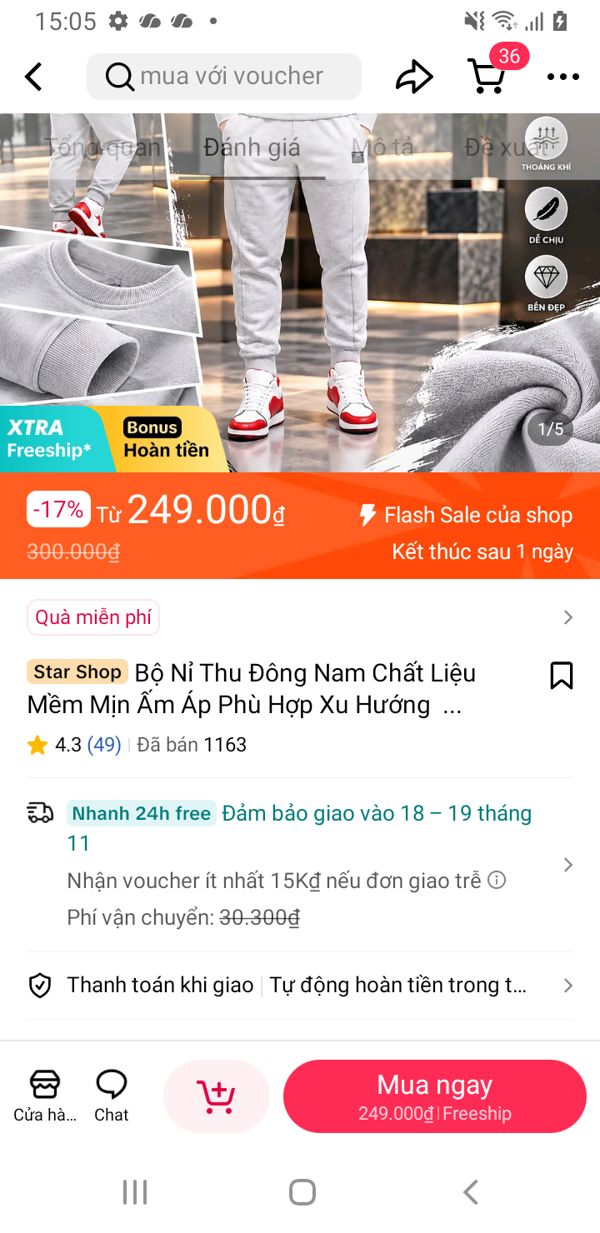 15:05
mua với voucher
36
Tổng quan
Đánh giá
Mô tả
Đề xuất
THOÁNG KHÍ
DỄ CHỊU
BỀN ĐẸP
XTRA
Freeship*
Bonus
Hoàn tiền
1/5
-17% Từ 249.000₫
Flash Sale của shop
300.000₫
Kết thúc sau 1 ngày
Quà miễn phí
Star Shop Bộ Nỉ Thu Đông Nam Chất Liệu
Mềm Mịn Ấm Áp Phù Hợp Xu Hướng ...
4.3 (49) Đã bán 1163
Nhanh 24h free Đảm bảo giao vào 18 – 19 tháng
11
Nhận voucher ít nhất 15K₫ nếu đơn giao trễ
Phí vận chuyển: 30.300₫
Thanh toán khi giao | Tự động hoàn tiền trong t...
Cửa hà...
Chat
Mua ngay
249.000₫ | Freeship